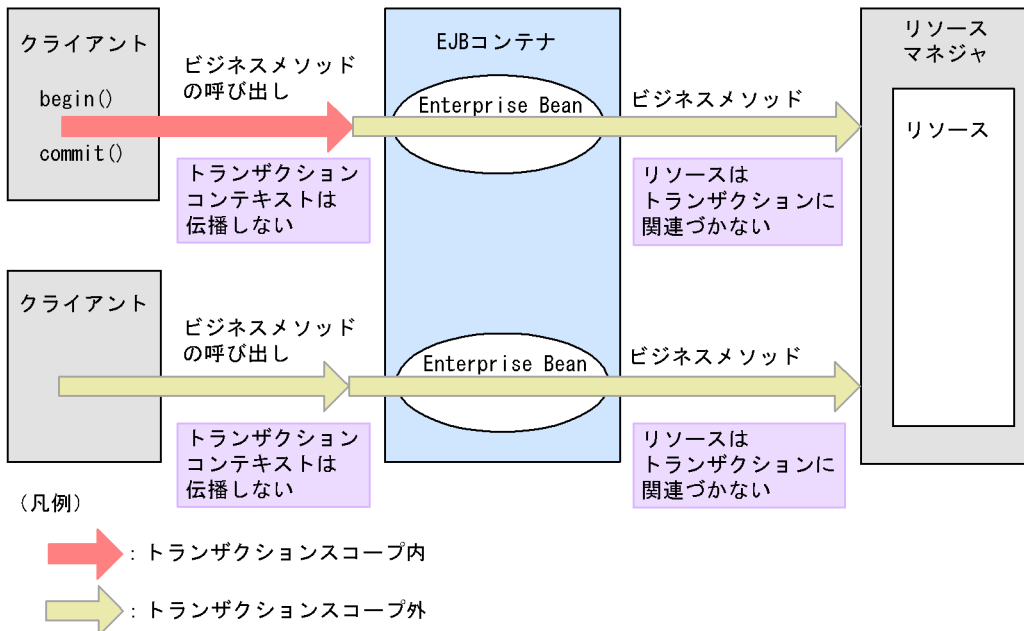 クライアント
begin()
commit()
ビジネスメソッド
の呼び出し
トランザクション
コンテキストは
伝播しない
EJBコンテナ
Enterprise Bean
ビジネスメソッド
リソースは
トランザクションに
関連づかない
リソース
マネジャ
リソース
クライアント
ビジネスメソッド
の呼び出し
トランザクション
コンテキストは
伝播しない
Enterprise Bean
ビジネスメソッド
リソースは
トランザクションに
関連づかない
(凡例)
: トランザクションスコープ内
: トランザクションスコープ外